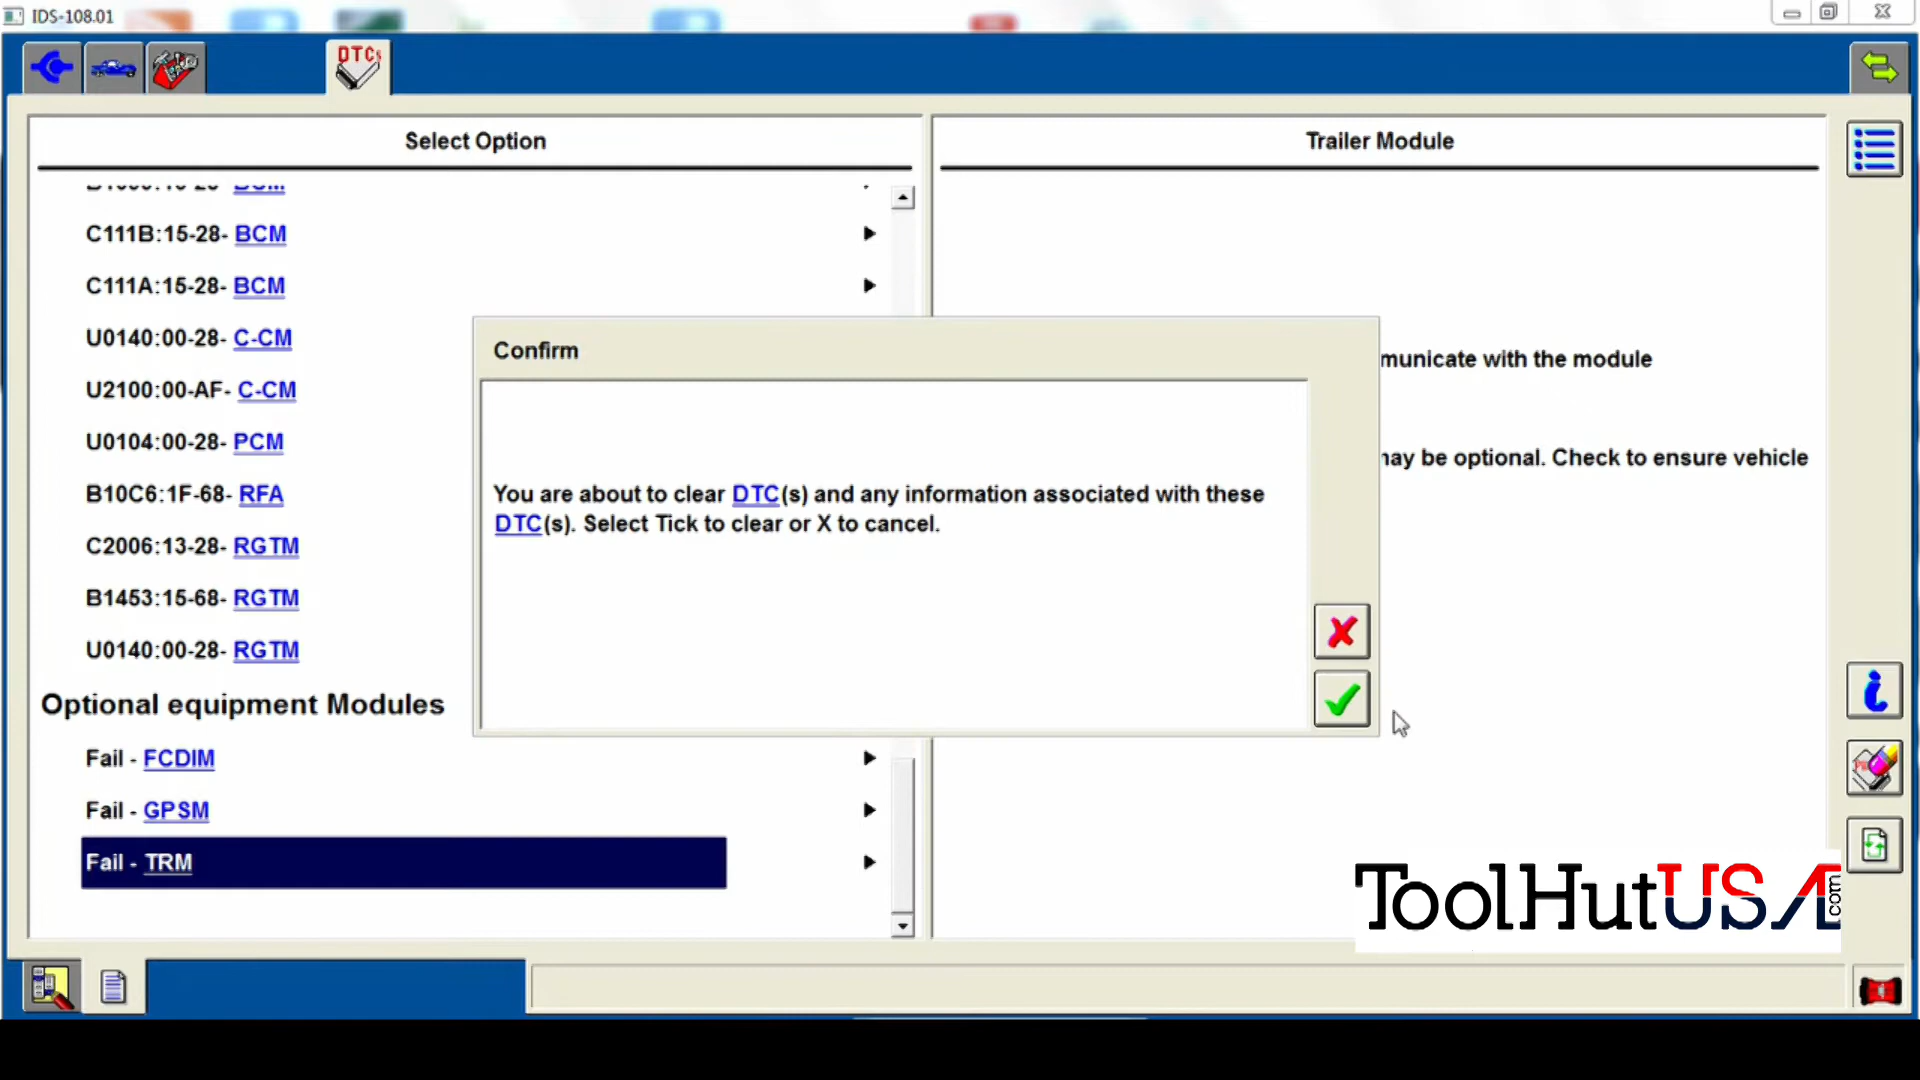 IDS-108.01
DTCs
Select Option
Trailer Module
C111B:15-28- BCM
C111A:15-28- BCM
U0140:00-28- C-CM
U2100:00-AF- C-CM
U0104:00-28- PCM
B10C6:1F-68- RFA
C2006:13-28- RGTM
B1453:15-68- RGTM
U0140:00-28- RGTM
Optional equipment Modules
Fail - FCDIM
Fail - GPSM
Fail - TRM
Confirm
You are about to clear DTC(s) and any information associated with these
DTC(s). Select Tick to clear or X to cancel.
municate with the module
may be optional. Check to ensure vehicle
ToolHutUSA.com